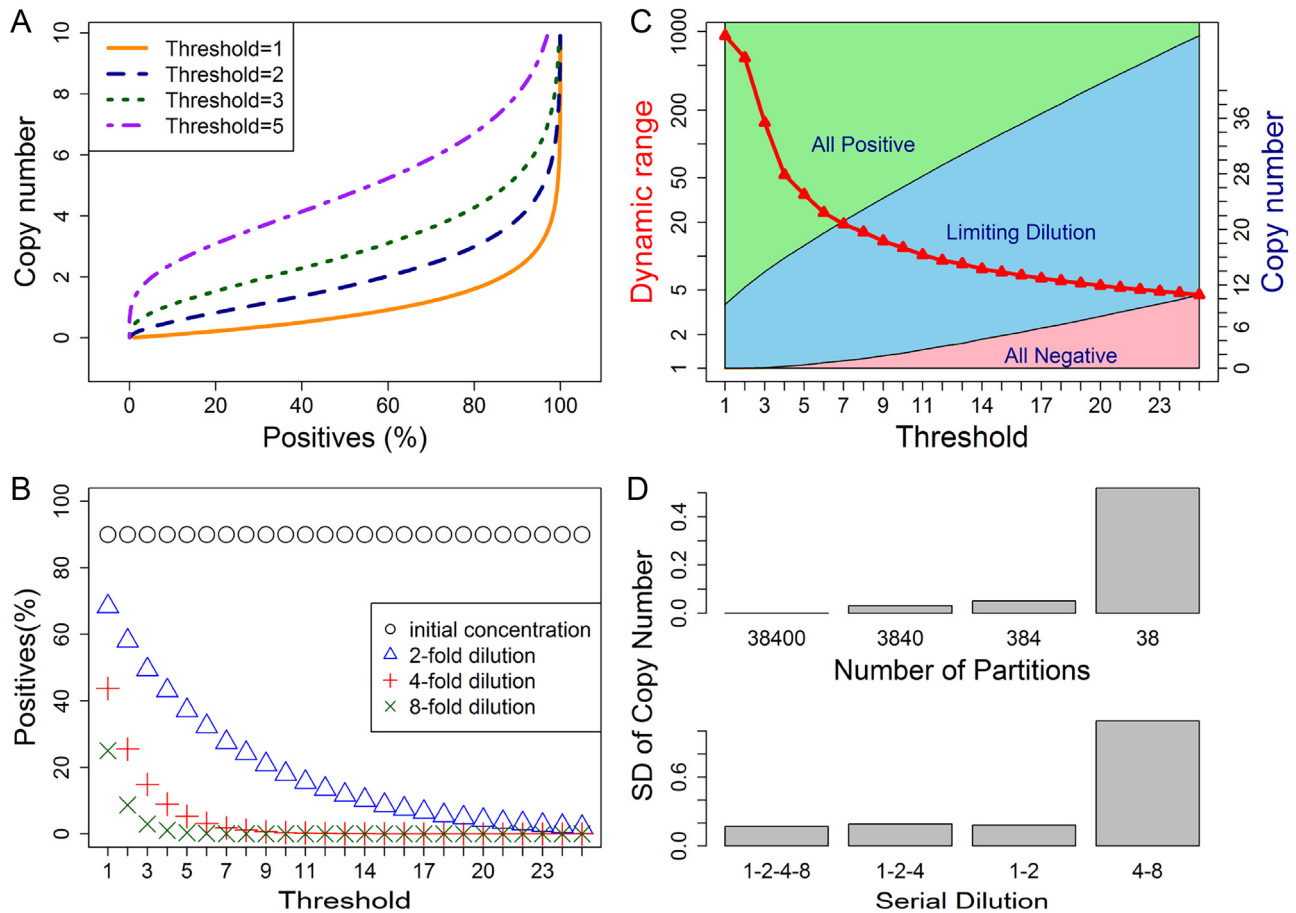 A
Copy number
10
8
6
4
2
0
Threshold=1
Threshold=2
Threshold=3
Threshold=5
0 20 40 60 80 100
Positives (%)
C
Dynamic range
1000
200
50
20
5
2
1
All Positive
Limiting Dilution
All Negative
36
28
20
12
6
0
Copy number
1 3 5 7 9 11 14 17 20 23
Threshold
B
Positives(%)
100
80
60
40
20
0
initial concentration
2-fold dilution
4-fold dilution
8-fold dilution
1 3 5 7 9 11 14 17 20 23
Threshold
D
SD of Copy Number
0.4
0.2
0.0
38400 3840 384 38
Number of Partitions
0.6
0.0
1-2-4-8 1-2-4 1-2 4-8
Serial Dilution